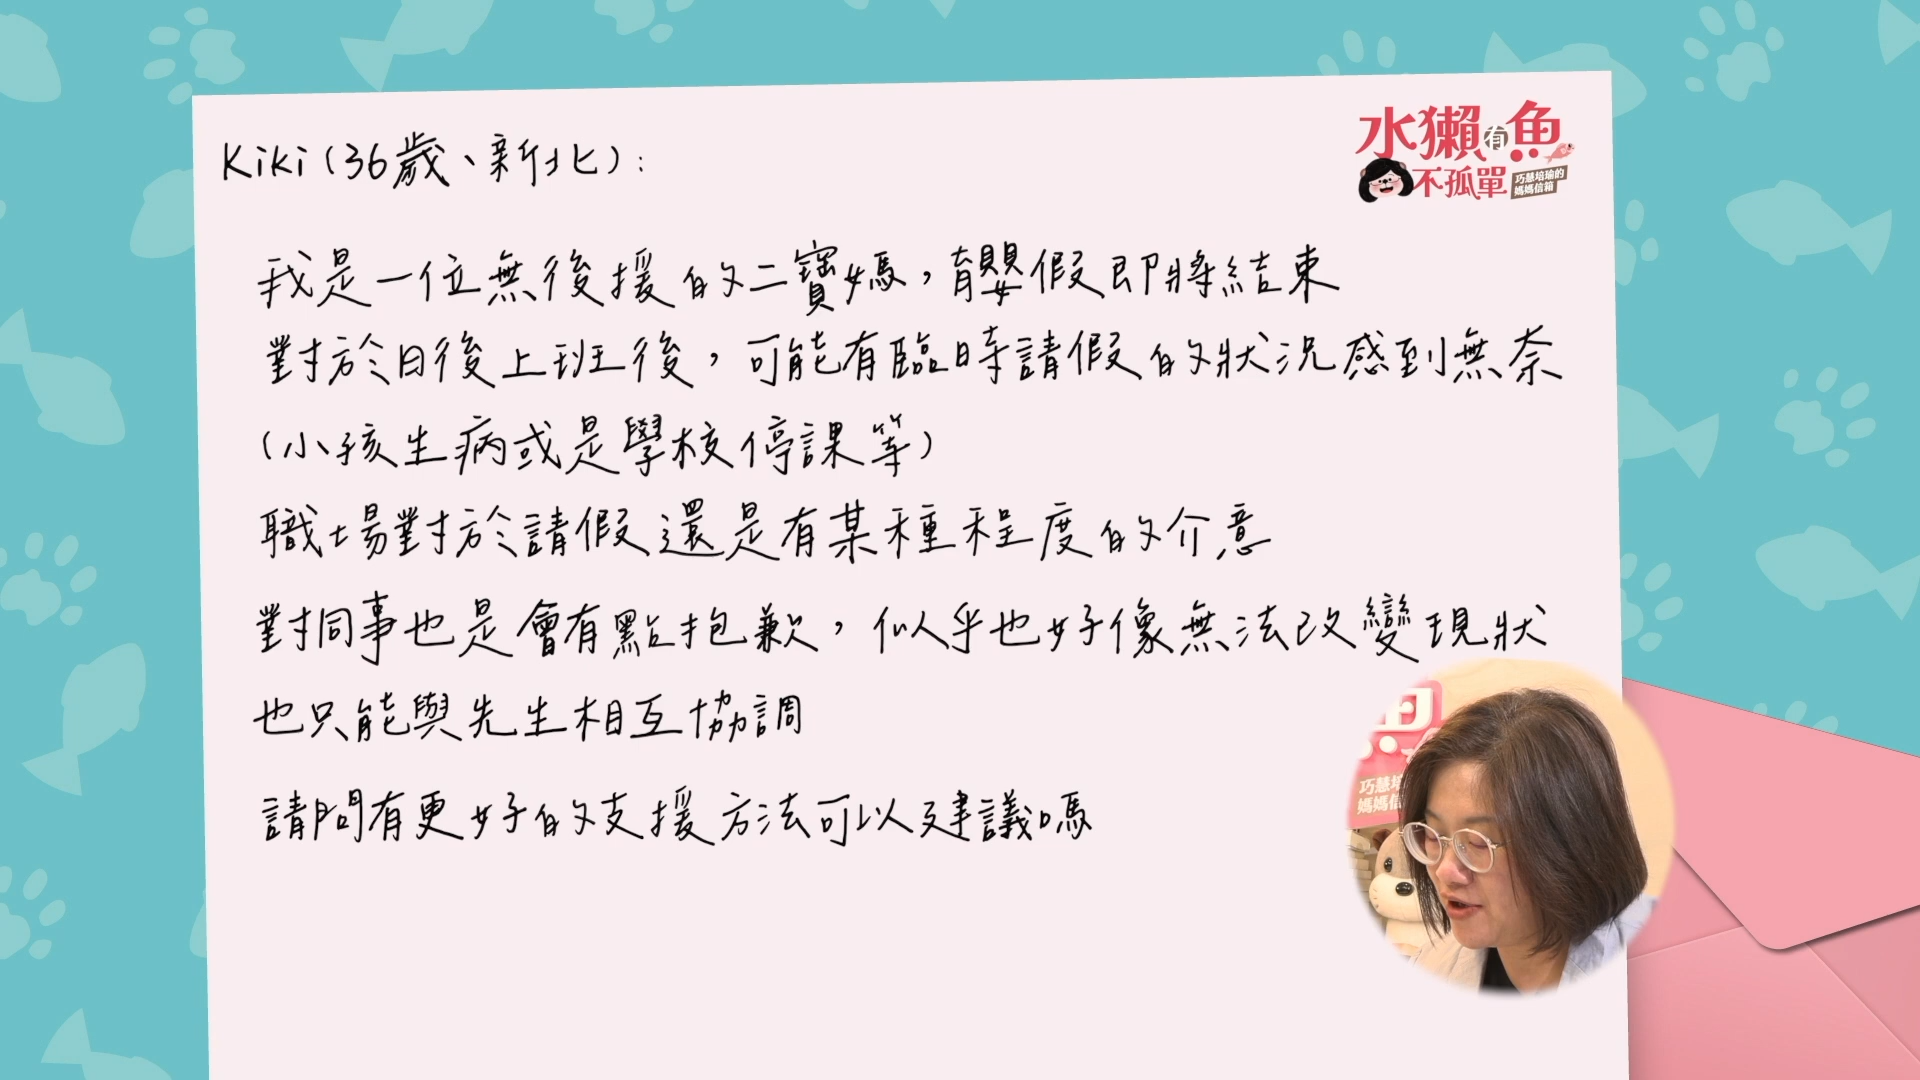 Kiki(36歲、新北):
水獺有魚
不孤單
巧慧培瑜的
媽媽信箱
我是一位無後援的二寶媽，育嬰假即將結束
對於日後上班後，可能有臨時請假的狀況感到無奈
(小孩生病或是學校停課等)
職場對於請假還是有某種程度的介意
對同事也是會有點抱歉，似乎也好像無法改變現狀
也只能與先生相互協調
請問有更好的支援方法可以建議嗎
巧慧培
媽媽信